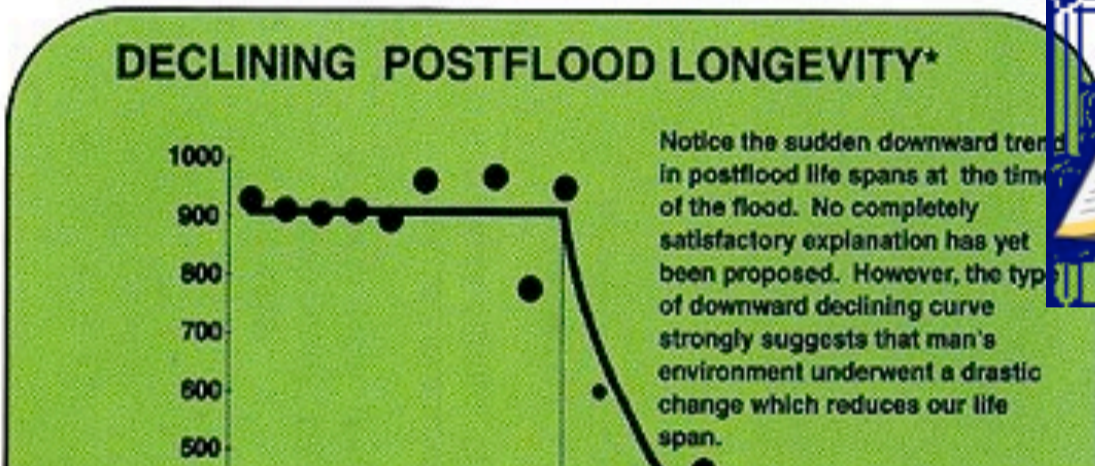 DECLINING POSTFLOOD LONGEVITY*
Notice the sudden downward trend
in postflood life spans at the time
of the flood. No completely
satisfactory explanation has yet
been proposed. However, the type
of downward declining curve
strongly suggests that man's
environment underwent a drastic
change which reduces our life
span.
1000
900
800
700
600
500